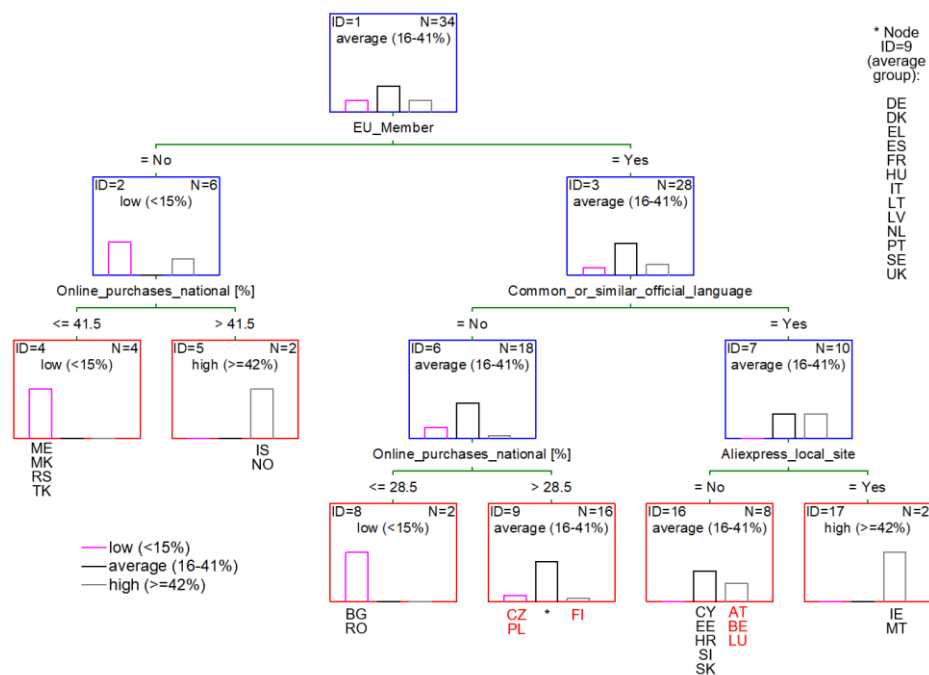 ID=1 N=34
average (16-41%)
EU_Member
* Node
ID=9
(average
group):
DE
DK
EL
ES
FR
HU
IT
LT
LV
NL
PT
SE
UK
= No
= Yes
ID=2 N=6
low (<15%)
ID=3 N=28
average (16-41%)
Online_purchases_national [%]
Common_or_similar_official_language
<= 41.5
> 41.5
= No
= Yes
ID=4 N=4
low (<15%)
ID=5 N=2
high (>=42%)
ID=6 N=18
average (16-41%)
ID=7 N=10
average (16-41%)
ME
MK
RS
TK
IS
NO
Online_purchases_national [%]
Aliexpress_local_site
<= 28.5
> 28.5
= No
= Yes
ID=8 N=2
low (<15%)
ID=9 N=16
average (16-41%)
ID=16 N=8
average (16-41%)
ID=17 N=2
high (>=42%)
low (<15%)
average (16-41%)
high (>=42%)
BG
RO
CZ
PL
*
FI
CY
EE
HR
SI
SK
AT
BE
LU
IE
MT